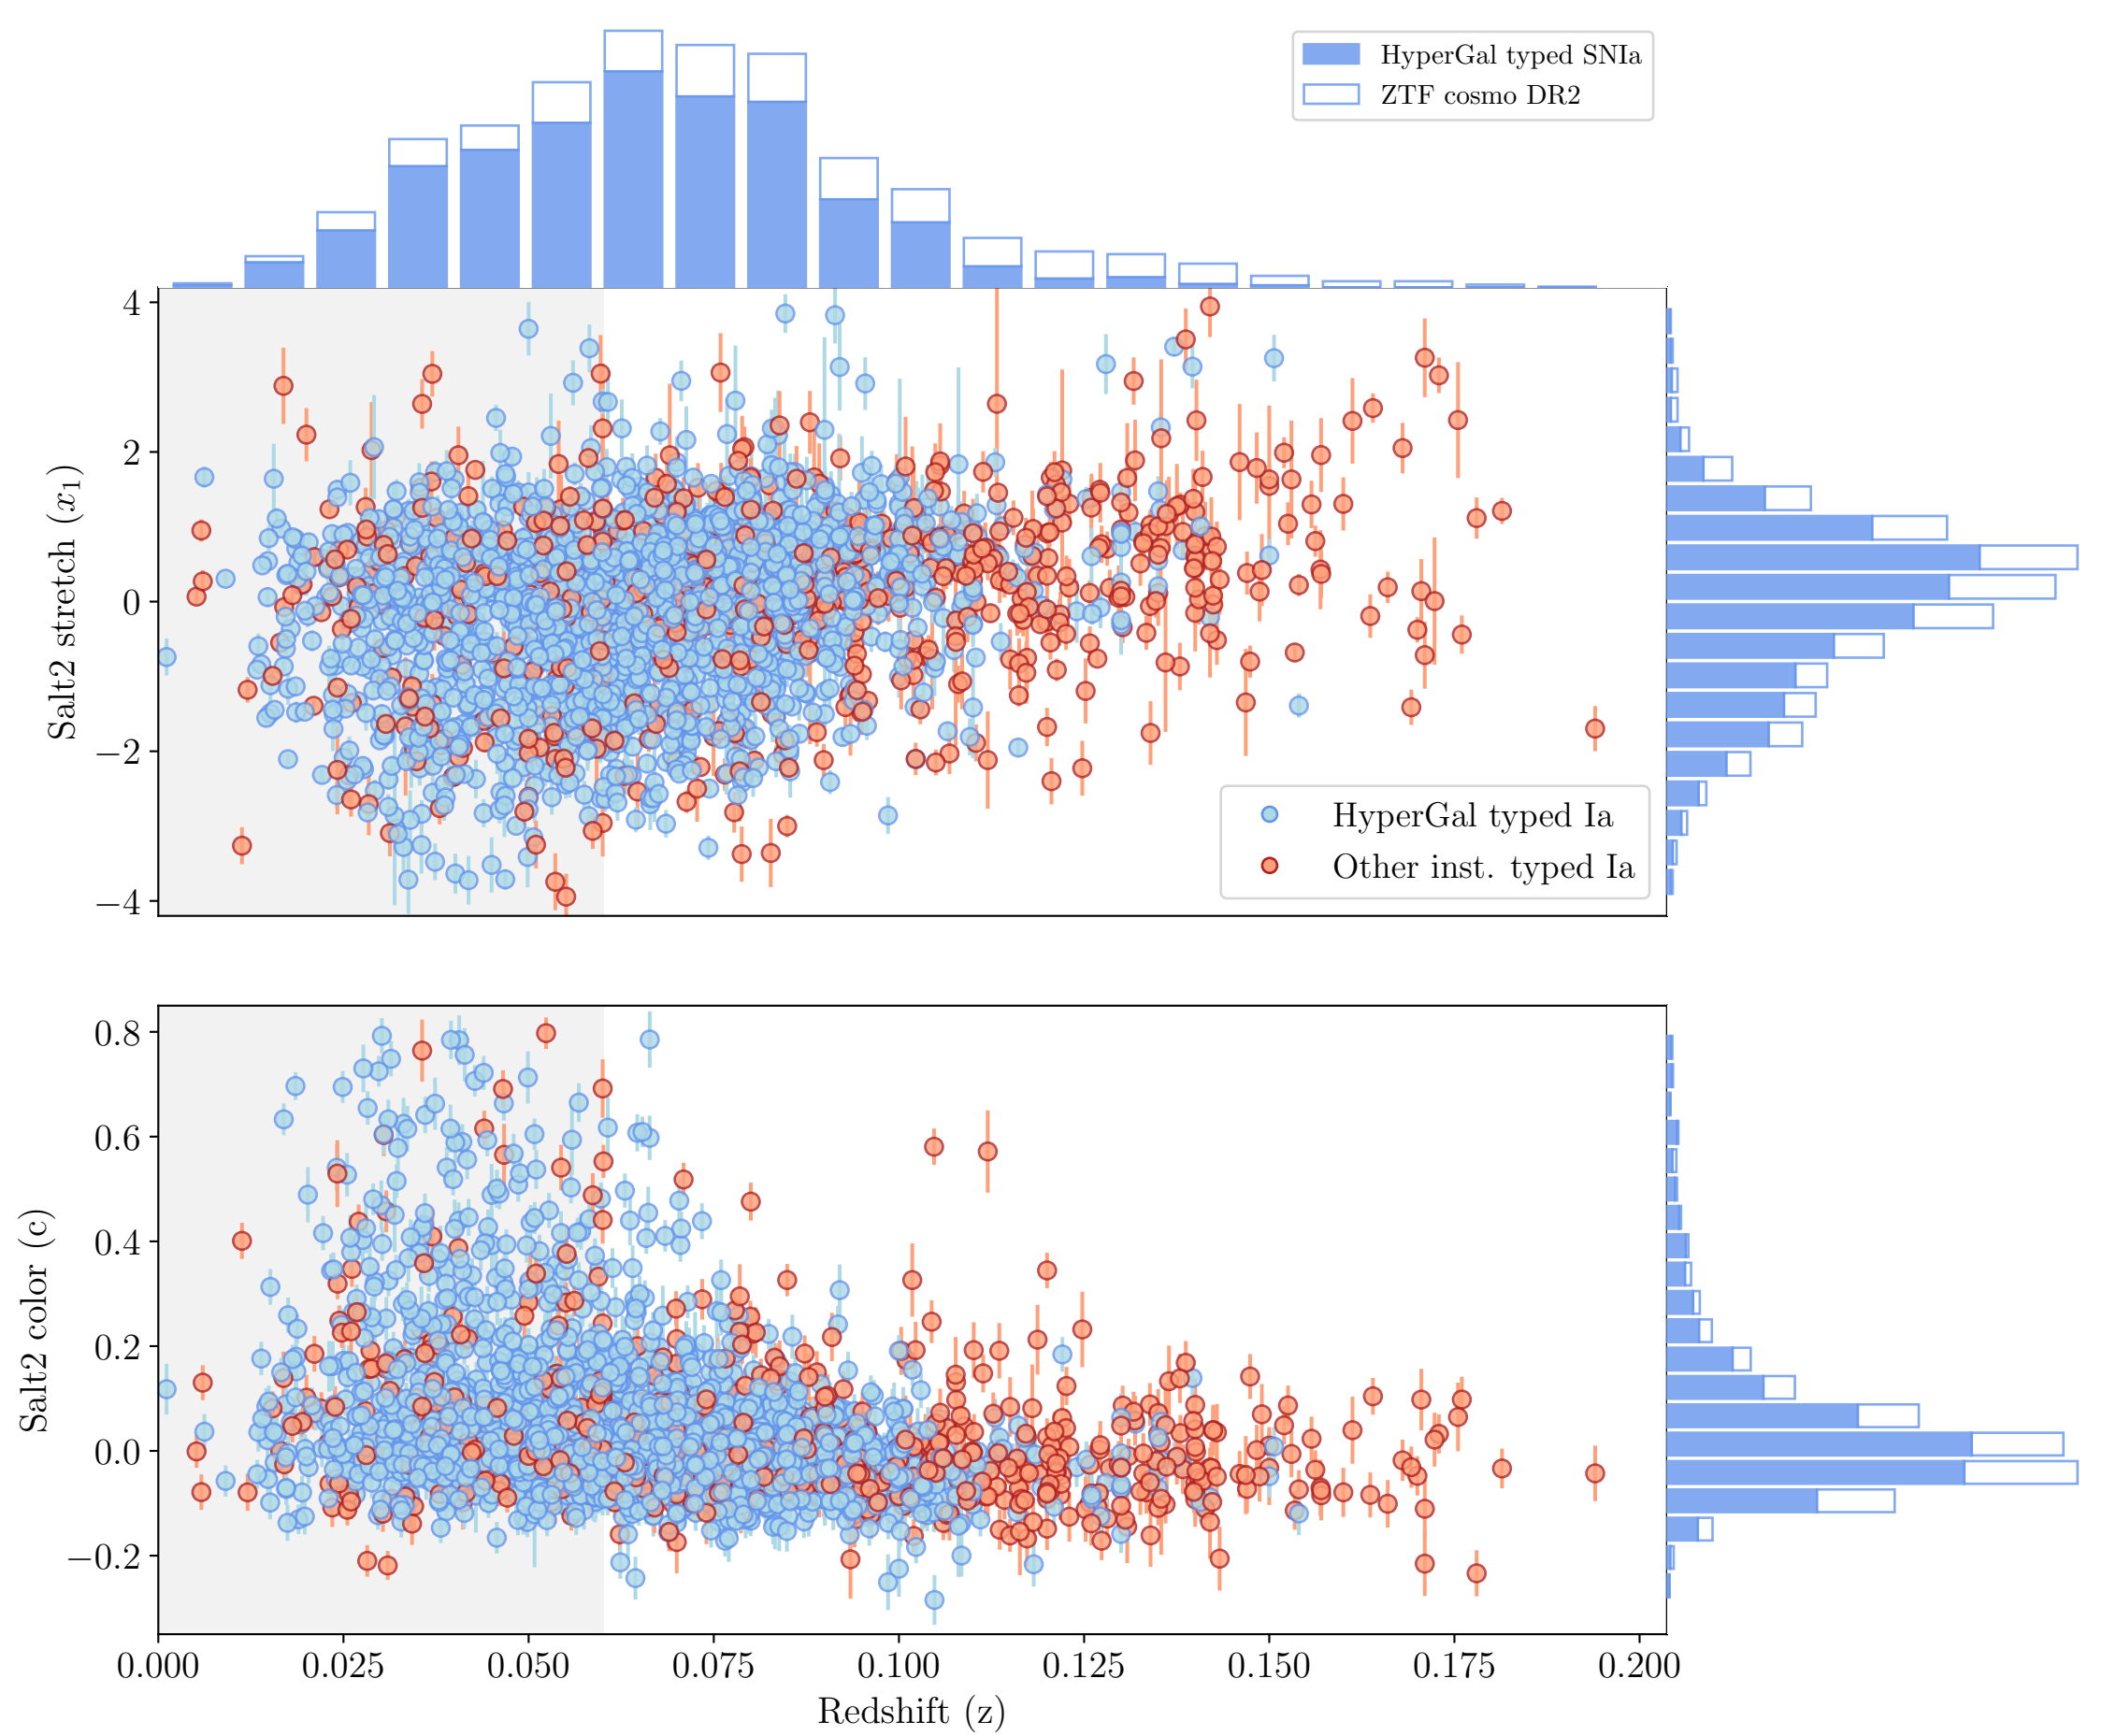 HyperGal typed SNIa
ZTF cosmo DR2
4
2
0
−2
−4
Salt2 stretch (x₁)
HyperGal typed Ia
Other inst. typed Ia
0.8
0.6
0.4
0.2
0.0
−0.2
Salt2 color (c)
0.000 0.025 0.050 0.075 0.100 0.125 0.150 0.175 0.200
Redshift (z)